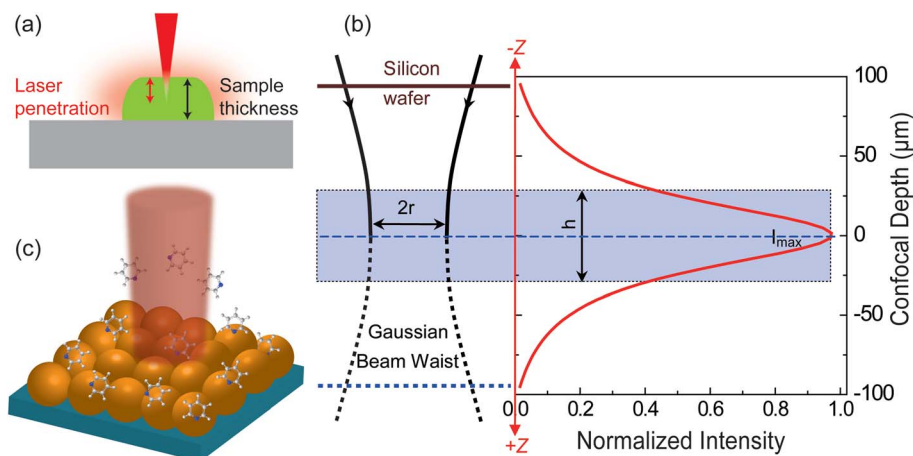 (a)
Laser
penetration
Sample
thickness
(b)
Silicon
wafer
2r
h
I max
Gaussian
Beam Waist
-Z
+Z
100
50
0
-50
-100
Confocal Depth (µm)
0.0
0.2
0.4
0.6
0.8
1.0
Normalized Intensity
(c)